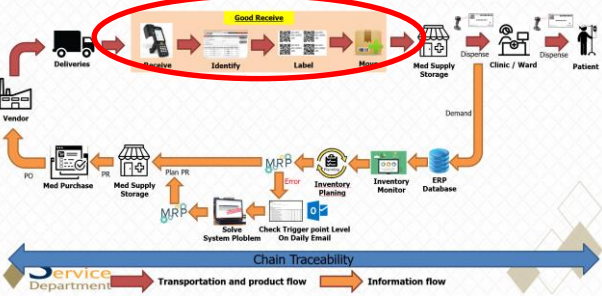 Good Receive
Deliveries
Receive
Identify
Label
Move
Med Supply
Storage
Dispense
Clinic / Ward
Dispense
Patient
Vendor
Demand
PO
Med Purchase
PR
Med Supply
Storage
Plan PR
MRP
Error
Inventory
Planing
Inventory
Monitor
ERP
Database
MRP
Solve
System Ploblem
Check Trigger point Level
On Daily Email
Chain Traceability
Service
Department
Transportation and product flow
Information flow